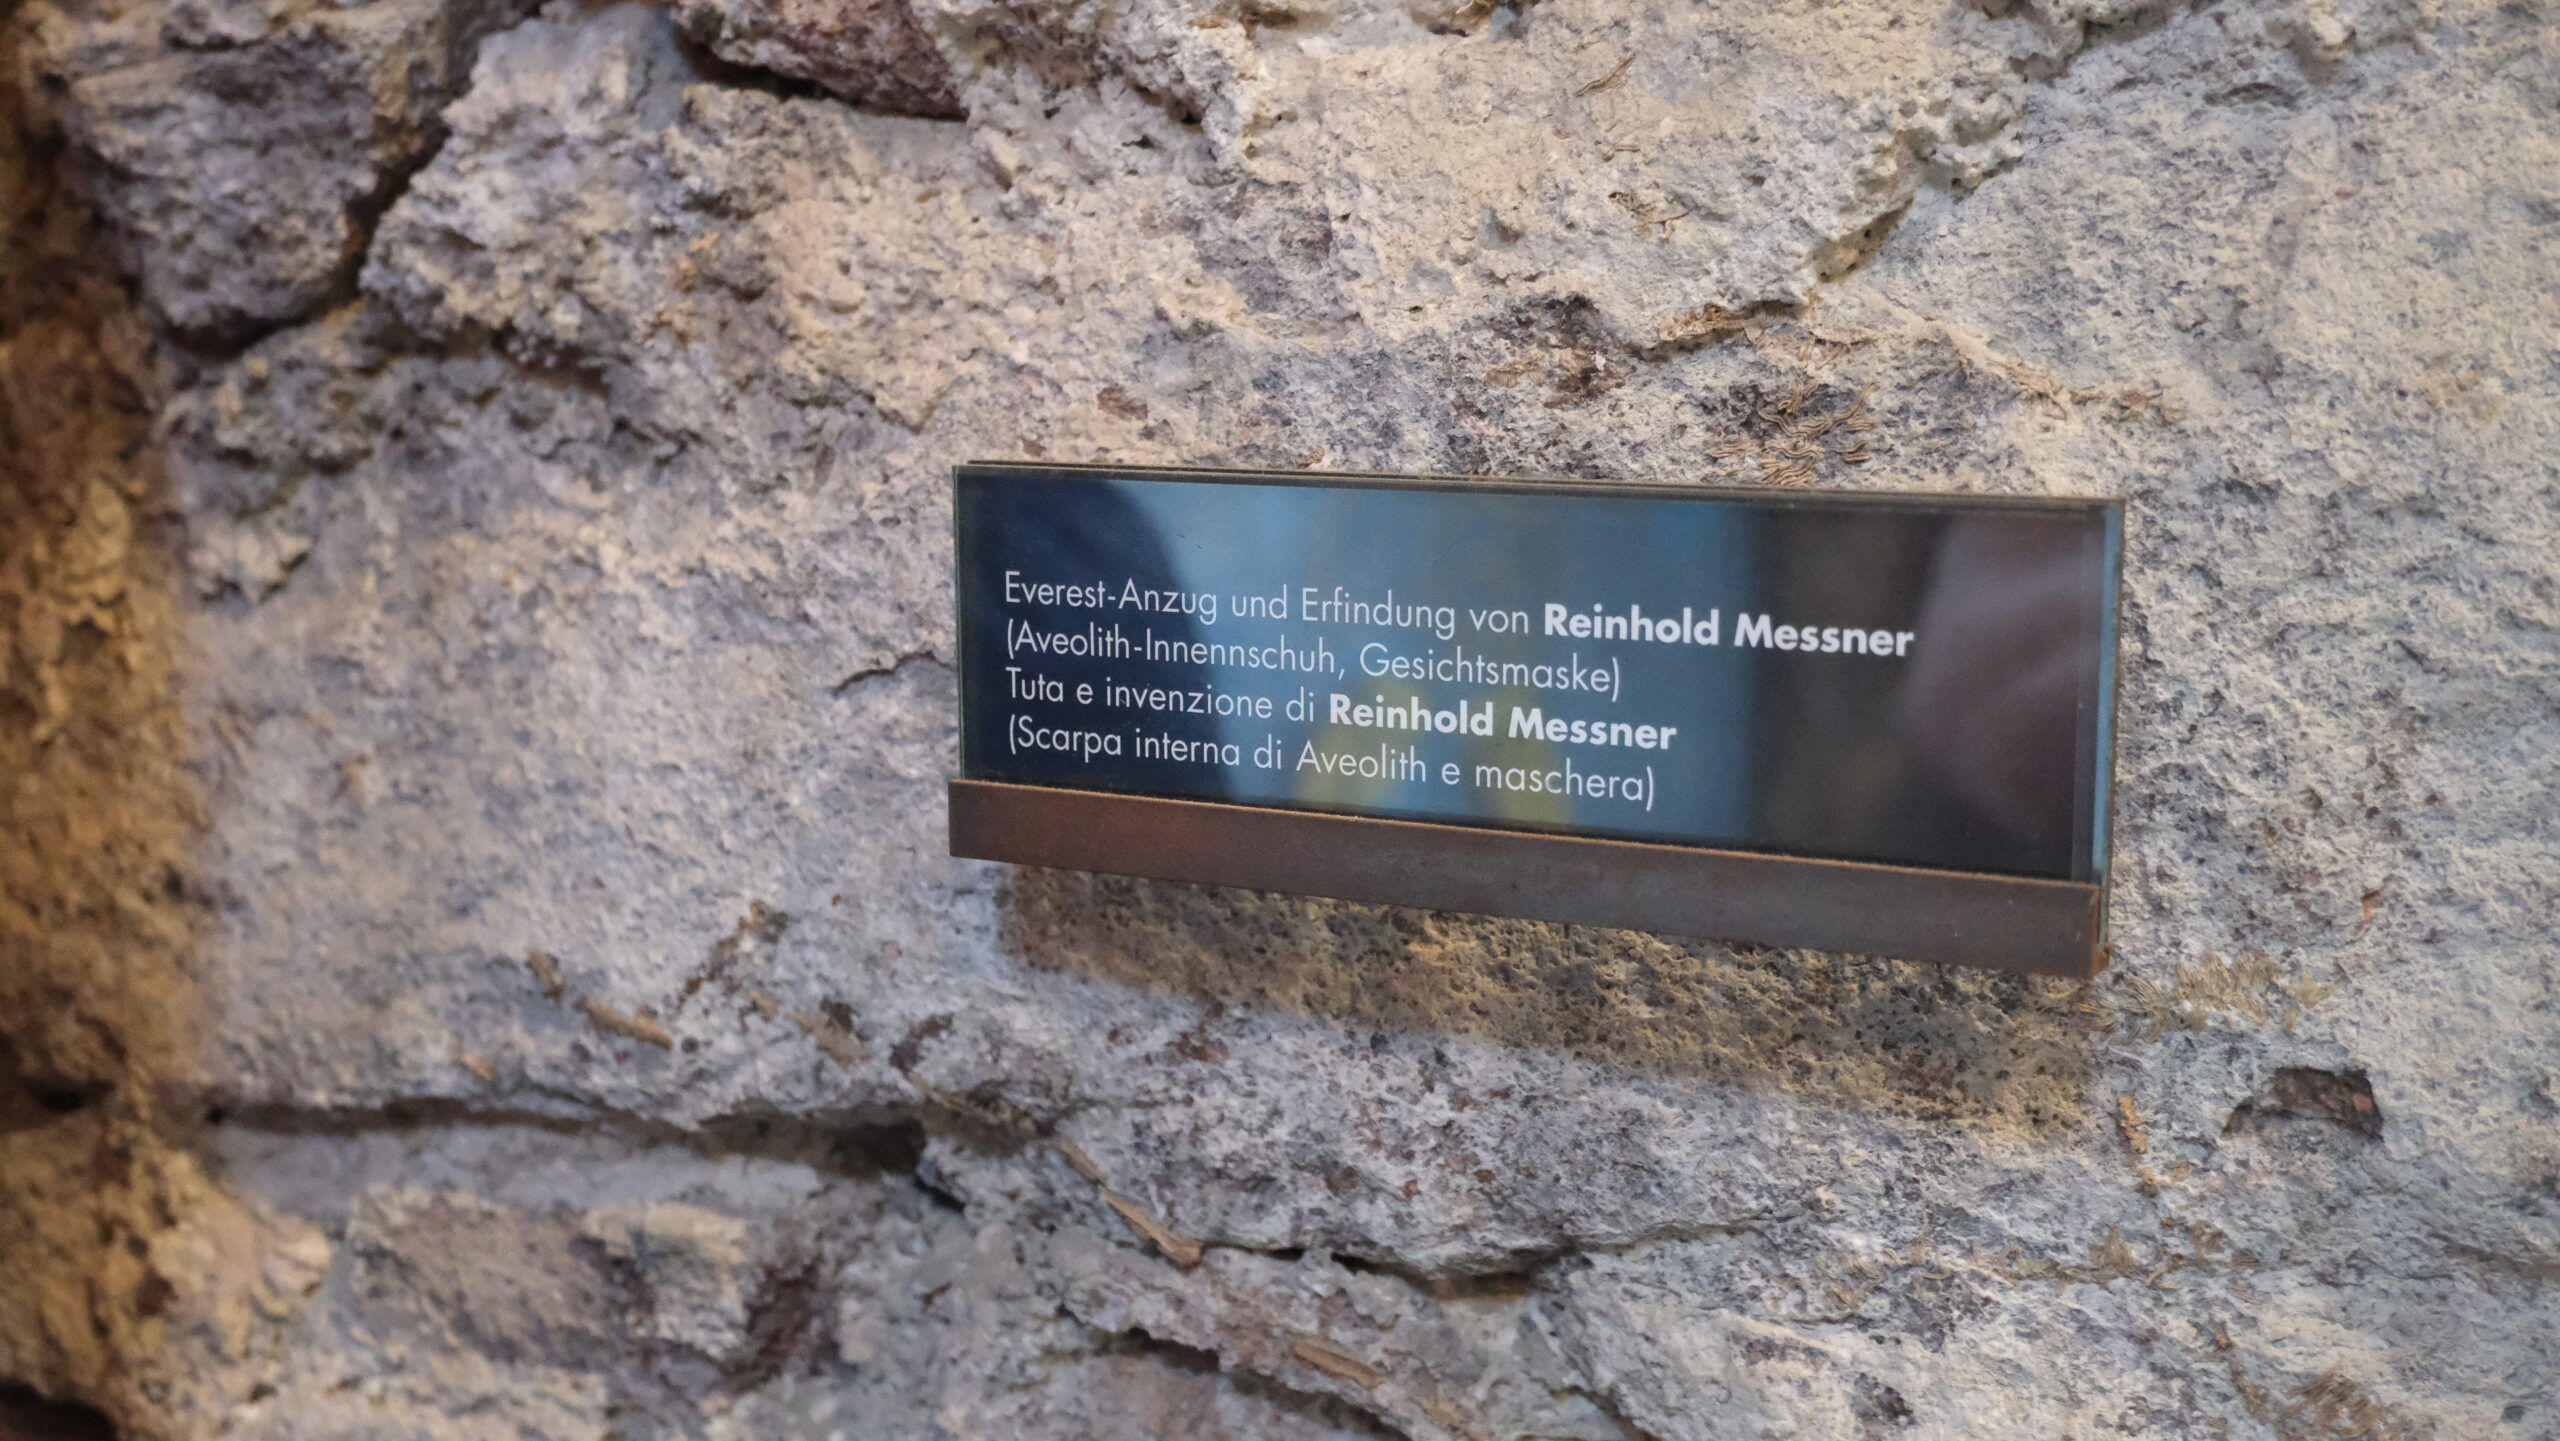 Everest-Anzug und Erfindung von Reinhold Messner
(Aveolith-Innennschuh, Gesichtsmaske)
Tuta e invenzione di Reinhold Messner
(Scarpa interna di Aveolith e maschera)